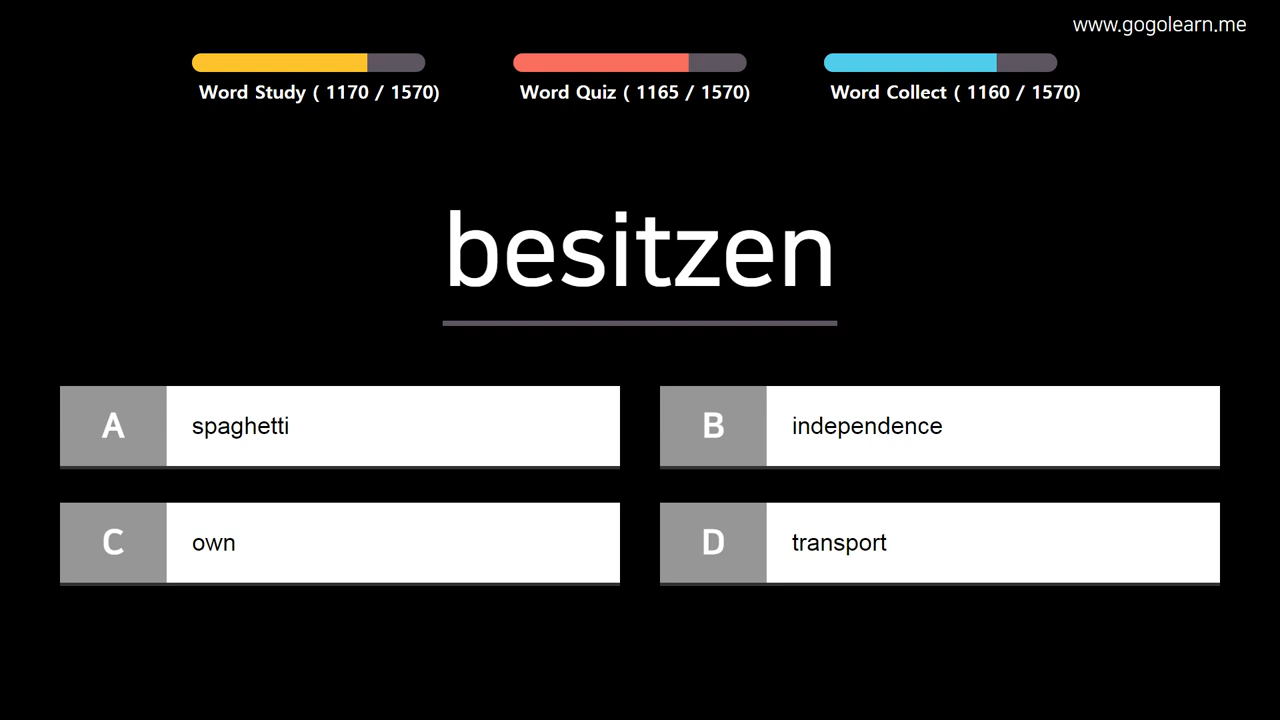 www.gogolearn.me
Word Study ( 1170 / 1570)
Word Quiz ( 1165 / 1570)
Word Collect ( 1160 / 1570)
besitzen
A spaghetti
B independence
C own
D transport